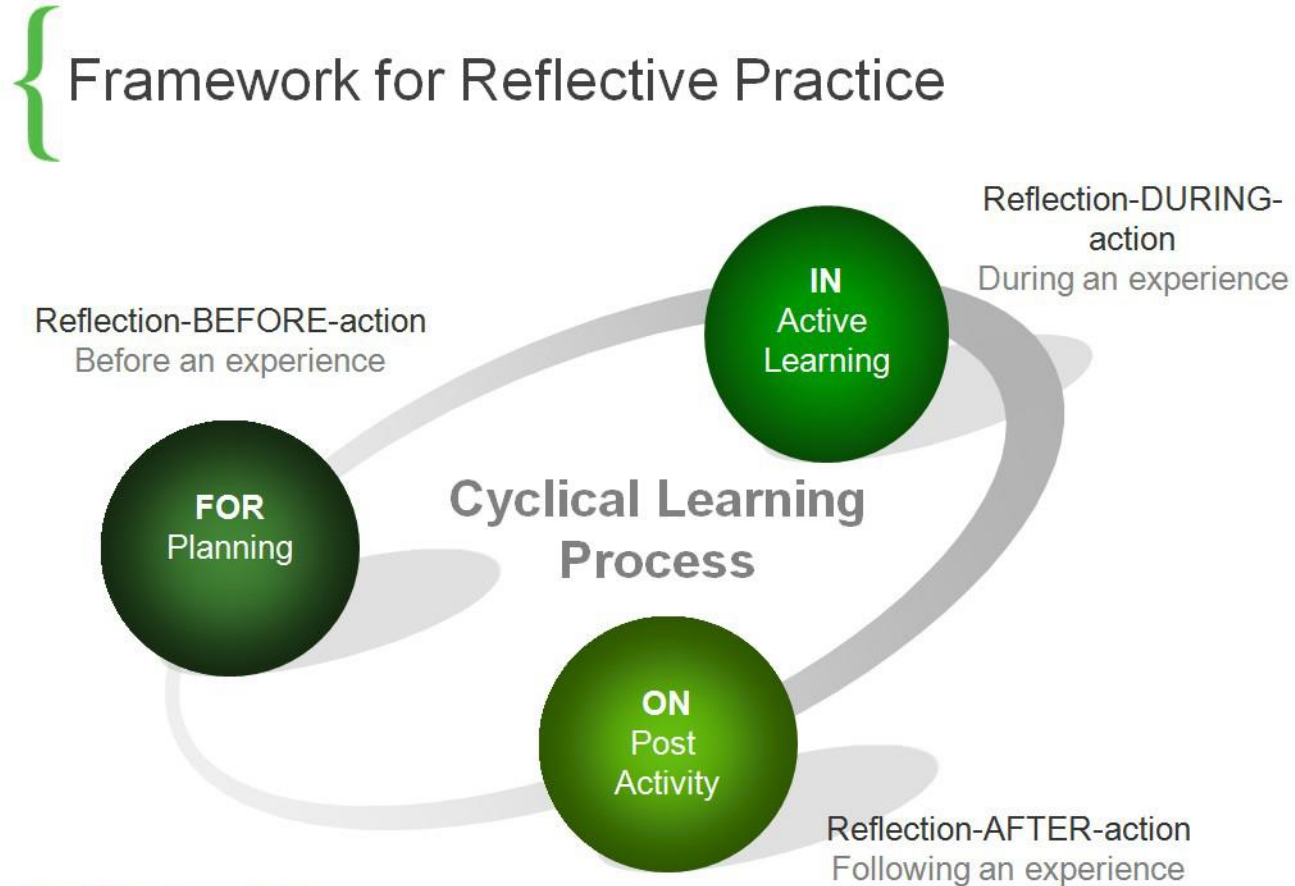 Framework for Reflective Practice
Reflection-DURING-
action
During an experience
IN
Active
Learning
Reflection-BEFORE-action
Before an experience
FOR
Planning
Cyclical Learning
Process
ON
Post
Activity
Reflection-AFTER-action
Following an experience